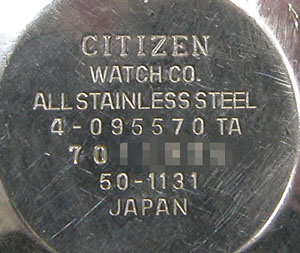 CITIZEN
WATCH CO.
ALL STAINLESS STEEL
4-095570 TA
70
50-1131
JAPAN